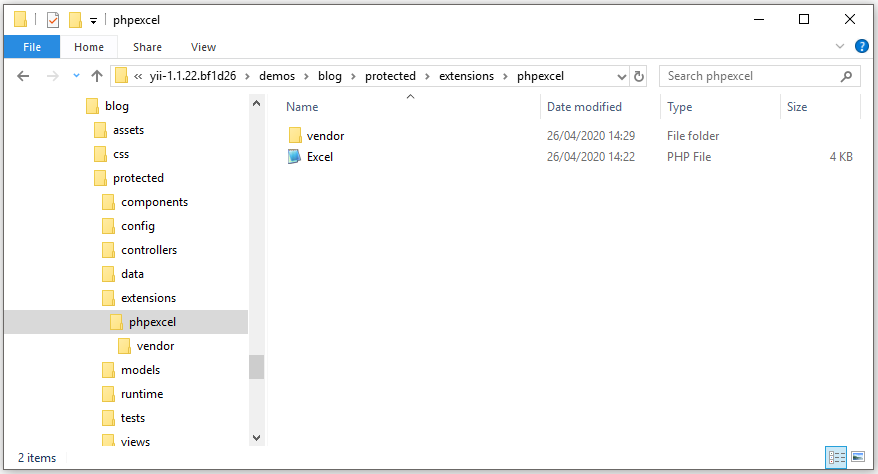 phpexcel
File Home Share View
« yii-1.1.22.bf1d26 > demos > blog > protected > extensions > phpexcel
Search phpexcel
blog
assets
css
protected
components
config
controllers
data
extensions
phpexcel
vendor
models
runtime
tests
views
Name Date modified Type Size
vendor 26/04/2020 14:29 File folder
Excel 26/04/2020 14:22 PHP File 4 KB
2 items